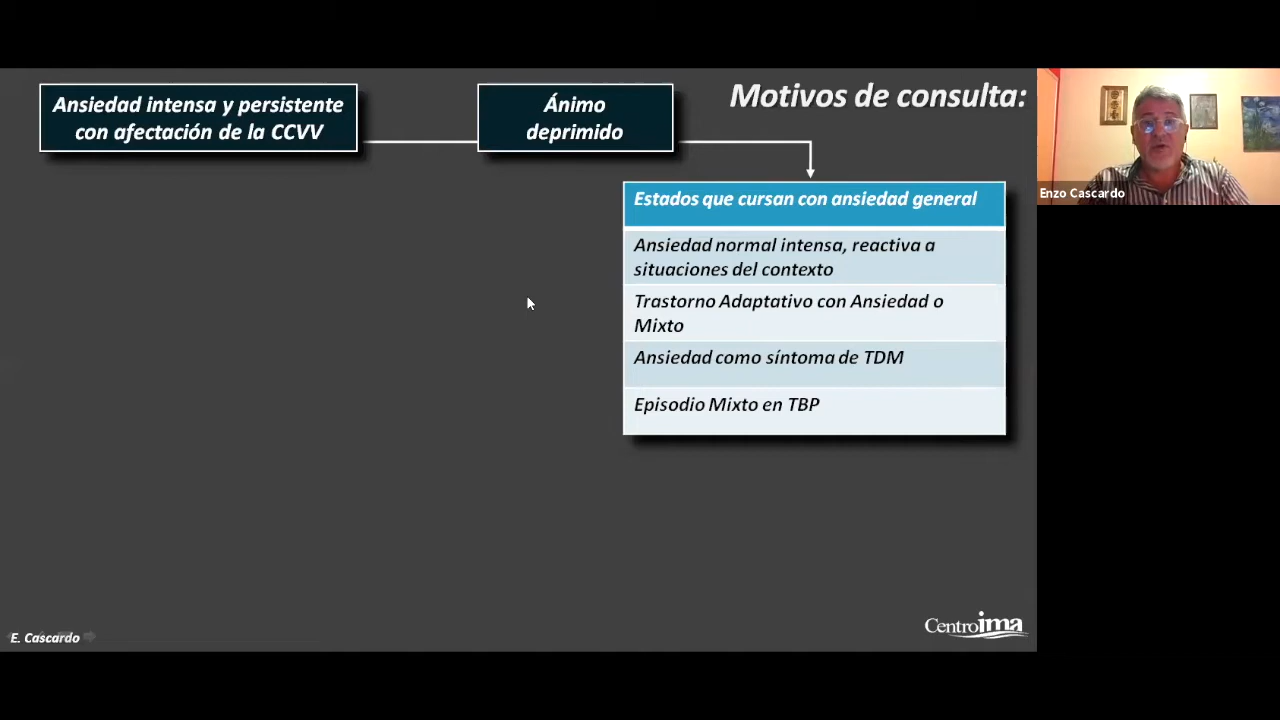 Ansiedad intensa y persistente
con afectación de la CCVV
Ánimo
deprimido
Motivos de consulta:
Estados que cursan con ansiedad general
Ansiedad normal intensa, reactiva a
situaciones del contexto
Trastorno Adaptativo con Ansiedad o
Mixto
Ansiedad como síntoma de TDM
Episodio Mixto en TBP
Enzo Cascardo
E. Cascardo
Centroima